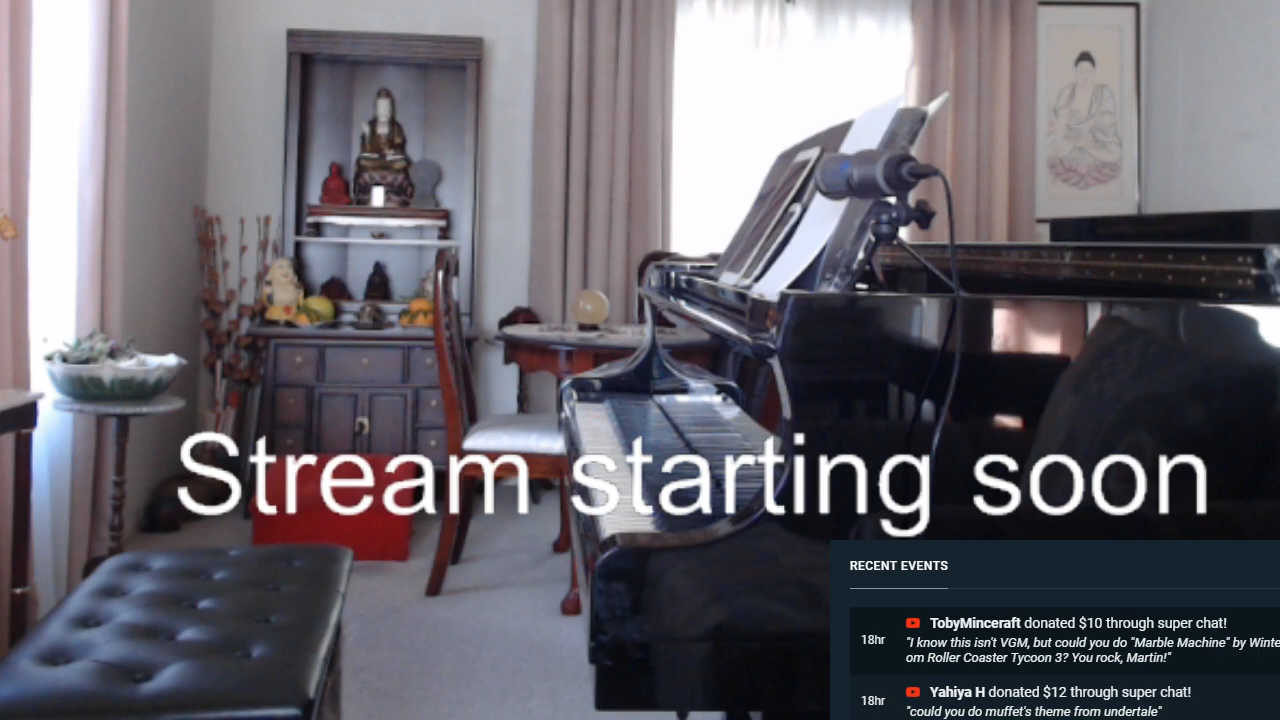 Stream starting soon
RECENT EVENTS
TobyMinceraft donated $10 through super chat!
18hr
"I know this isn't VGM, but could you do "Marble Machine" by Winte
om Roller Coaster Tycoon 3? You rock, Martin!"
Yahiya H donated $12 through super chat!
18hr
"could you do muffet's theme from undertale"